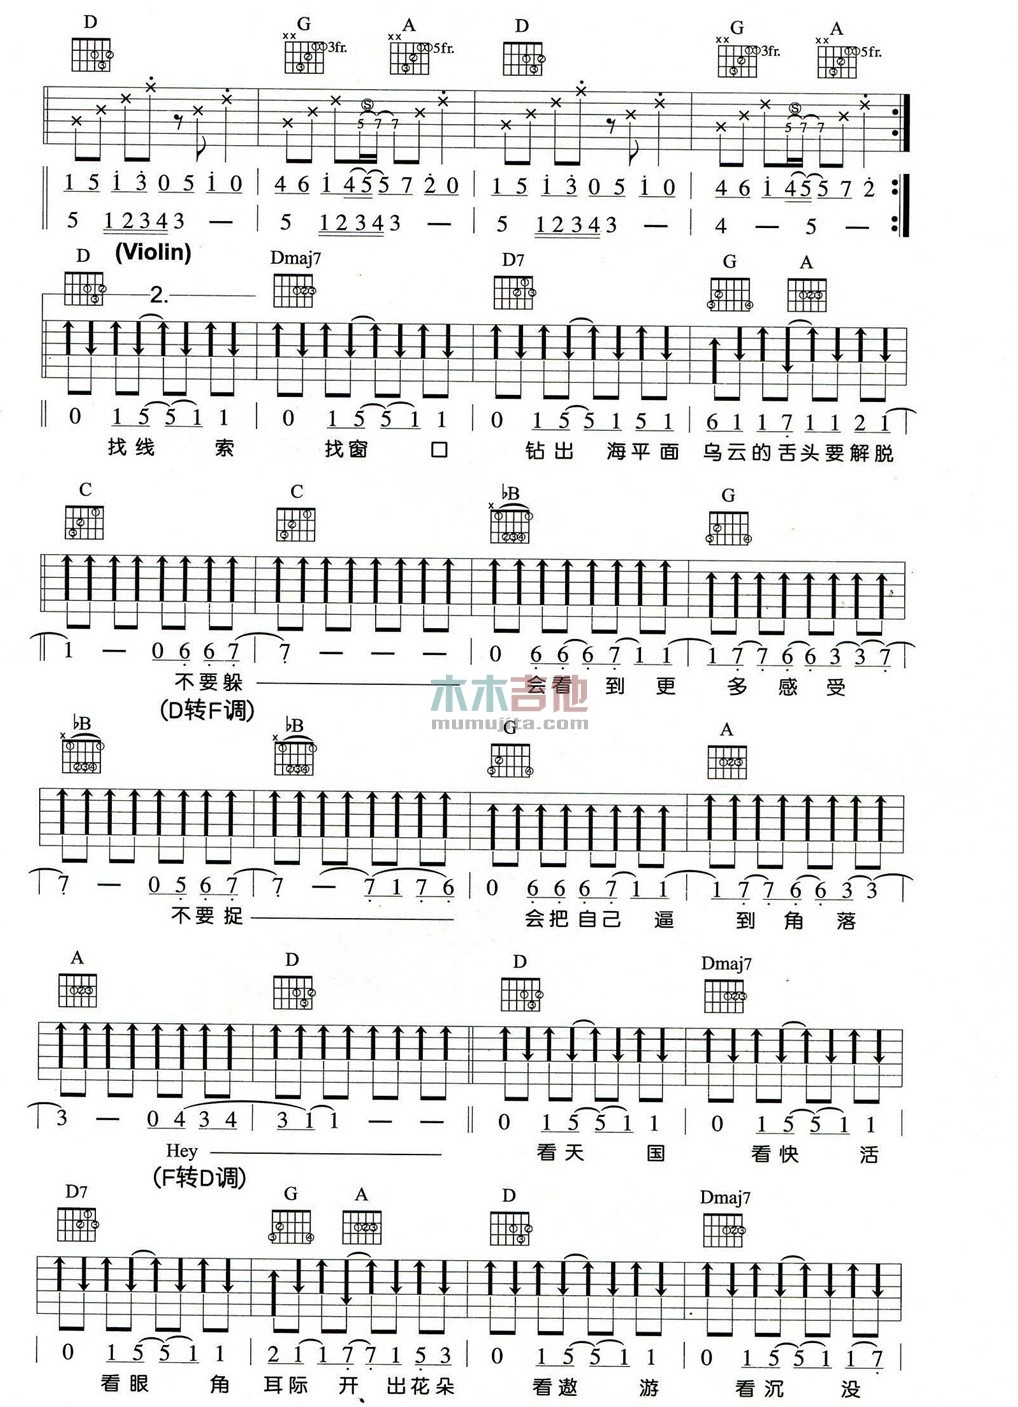 D G A D G A
xx 3fr. xx 5fr. xx 3fr. xx 5fr.
S 5 7 7 S 5 7 7
1 5 1 3 0 5 1 0 | 4 6 1 4 5 5 7 2 0 | 1 5 1 3 0 5 1 0 | 4 6 1 4 5 5 7 2
5 1 2 3 4 3 — | 5 1 2 3 4 3 — | 5 1 2 3 4 3 — | 4 — 5 —
(Violin)
D Dmaj7 D7 G A
2.
0 1 5 5 1 1 | 0 1 5 5 1 1 | 0 1 5 1 5 1 | 6 1 1 7 1 1 2 1
找线 索 找窗 口 钻出 海平面 乌云的舌头要解脱
C C ♭B G
1 — 0 6 6 7 | 7 — — | 0 6 6 6 7 1 1 | 1 7 7 6 6 3 3 7
不要躲 会看 到 更 多 感 受
木木吉他
mumujita.com
(D转F调)
♭B ♭B G A
7 — 0 5 6 7 | 7 — 7 1 7 6 | 0 6 6 6 7 1 1 | 1 7 7 6 6 3 3
不要捉 会把自己 逼 到 角 落
A D D Dmaj7
3 — 0 4 3 4 | 3 1 1 — — | 0 1 5 5 1 1 | 0 1 5 5 1 1
Hey 看天 国 看快 活
(F转D调)
D7 G A D Dmaj7
0 1 5 5 1 1 | 2 1 1 7 7 1 5 3 | 0 1 5 5 1 1 | 0 1 5 5 1 1 7
看眼 角 耳际 开、出花朵 看遨 游 看沉 没